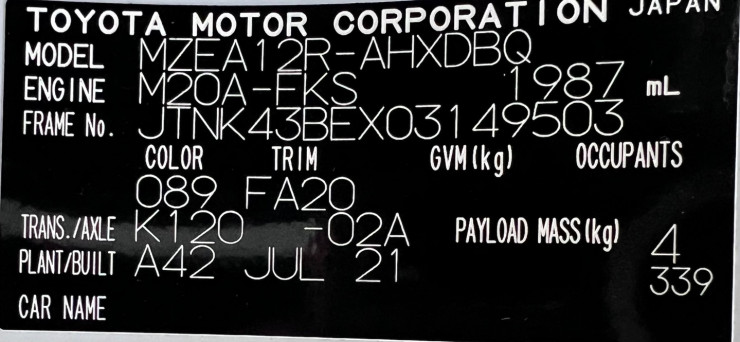 TOYOTA MOTOR CORPORATION JAPAN
MODEL MZEA12R-AHXDBQ
ENGINE M20A-FKS 1987 mL
FRAME No. JTNK43BEX03149503
COLOR TRIM GVM(kg) OCCUPANTS
089 FA20
TRANS./AXLE K120 -02A PAYLOAD MASS(kg) 4
PLANT/BUILT A42 JUL 21 339
CAR NAME